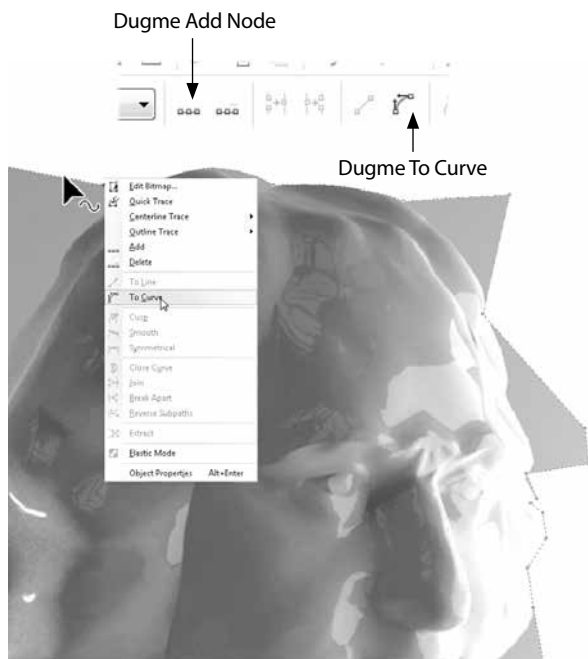 Dugme Add Node
Dugme To Curve
Edit Bitmap...
Quick Trace
Centerline Trace
Outline Trace
Add
Delete
To Line
To Curve
Cusp
Smooth
Symmetrical
Close Curve
Join
Break Apart
Reverse Subpaths
Extract
Elastic Mode
Object Properties Alt+Enter